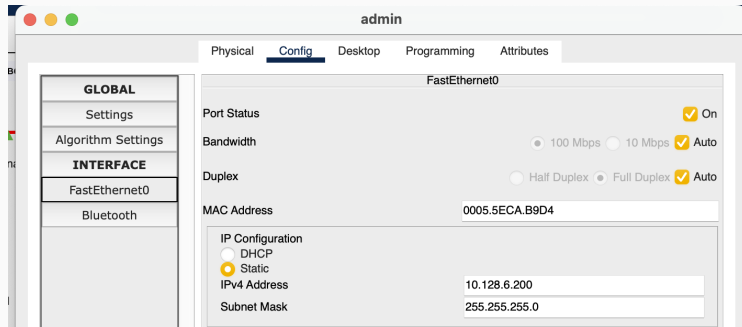 admin
Physical Config Desktop Programming Attributes
GLOBAL
Settings
Algorithm Settings
INTERFACE
FastEthernet0
Bluetooth
FastEthernet0
Port Status On
Bandwidth 100 Mbps 10 Mbps Auto
Duplex Half Duplex Full Duplex Auto
MAC Address 0005.5ECA.B9D4
IP Configuration
DHCP
Static
IPv4 Address 10.128.6.200
Subnet Mask 255.255.255.0